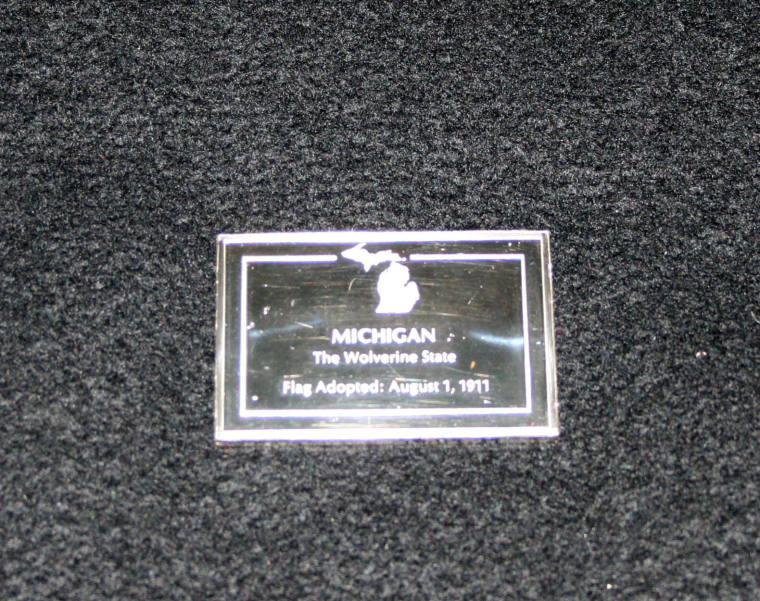 MICHIGAN
The Wolverine State
Flag Adopted: August 1, 1911